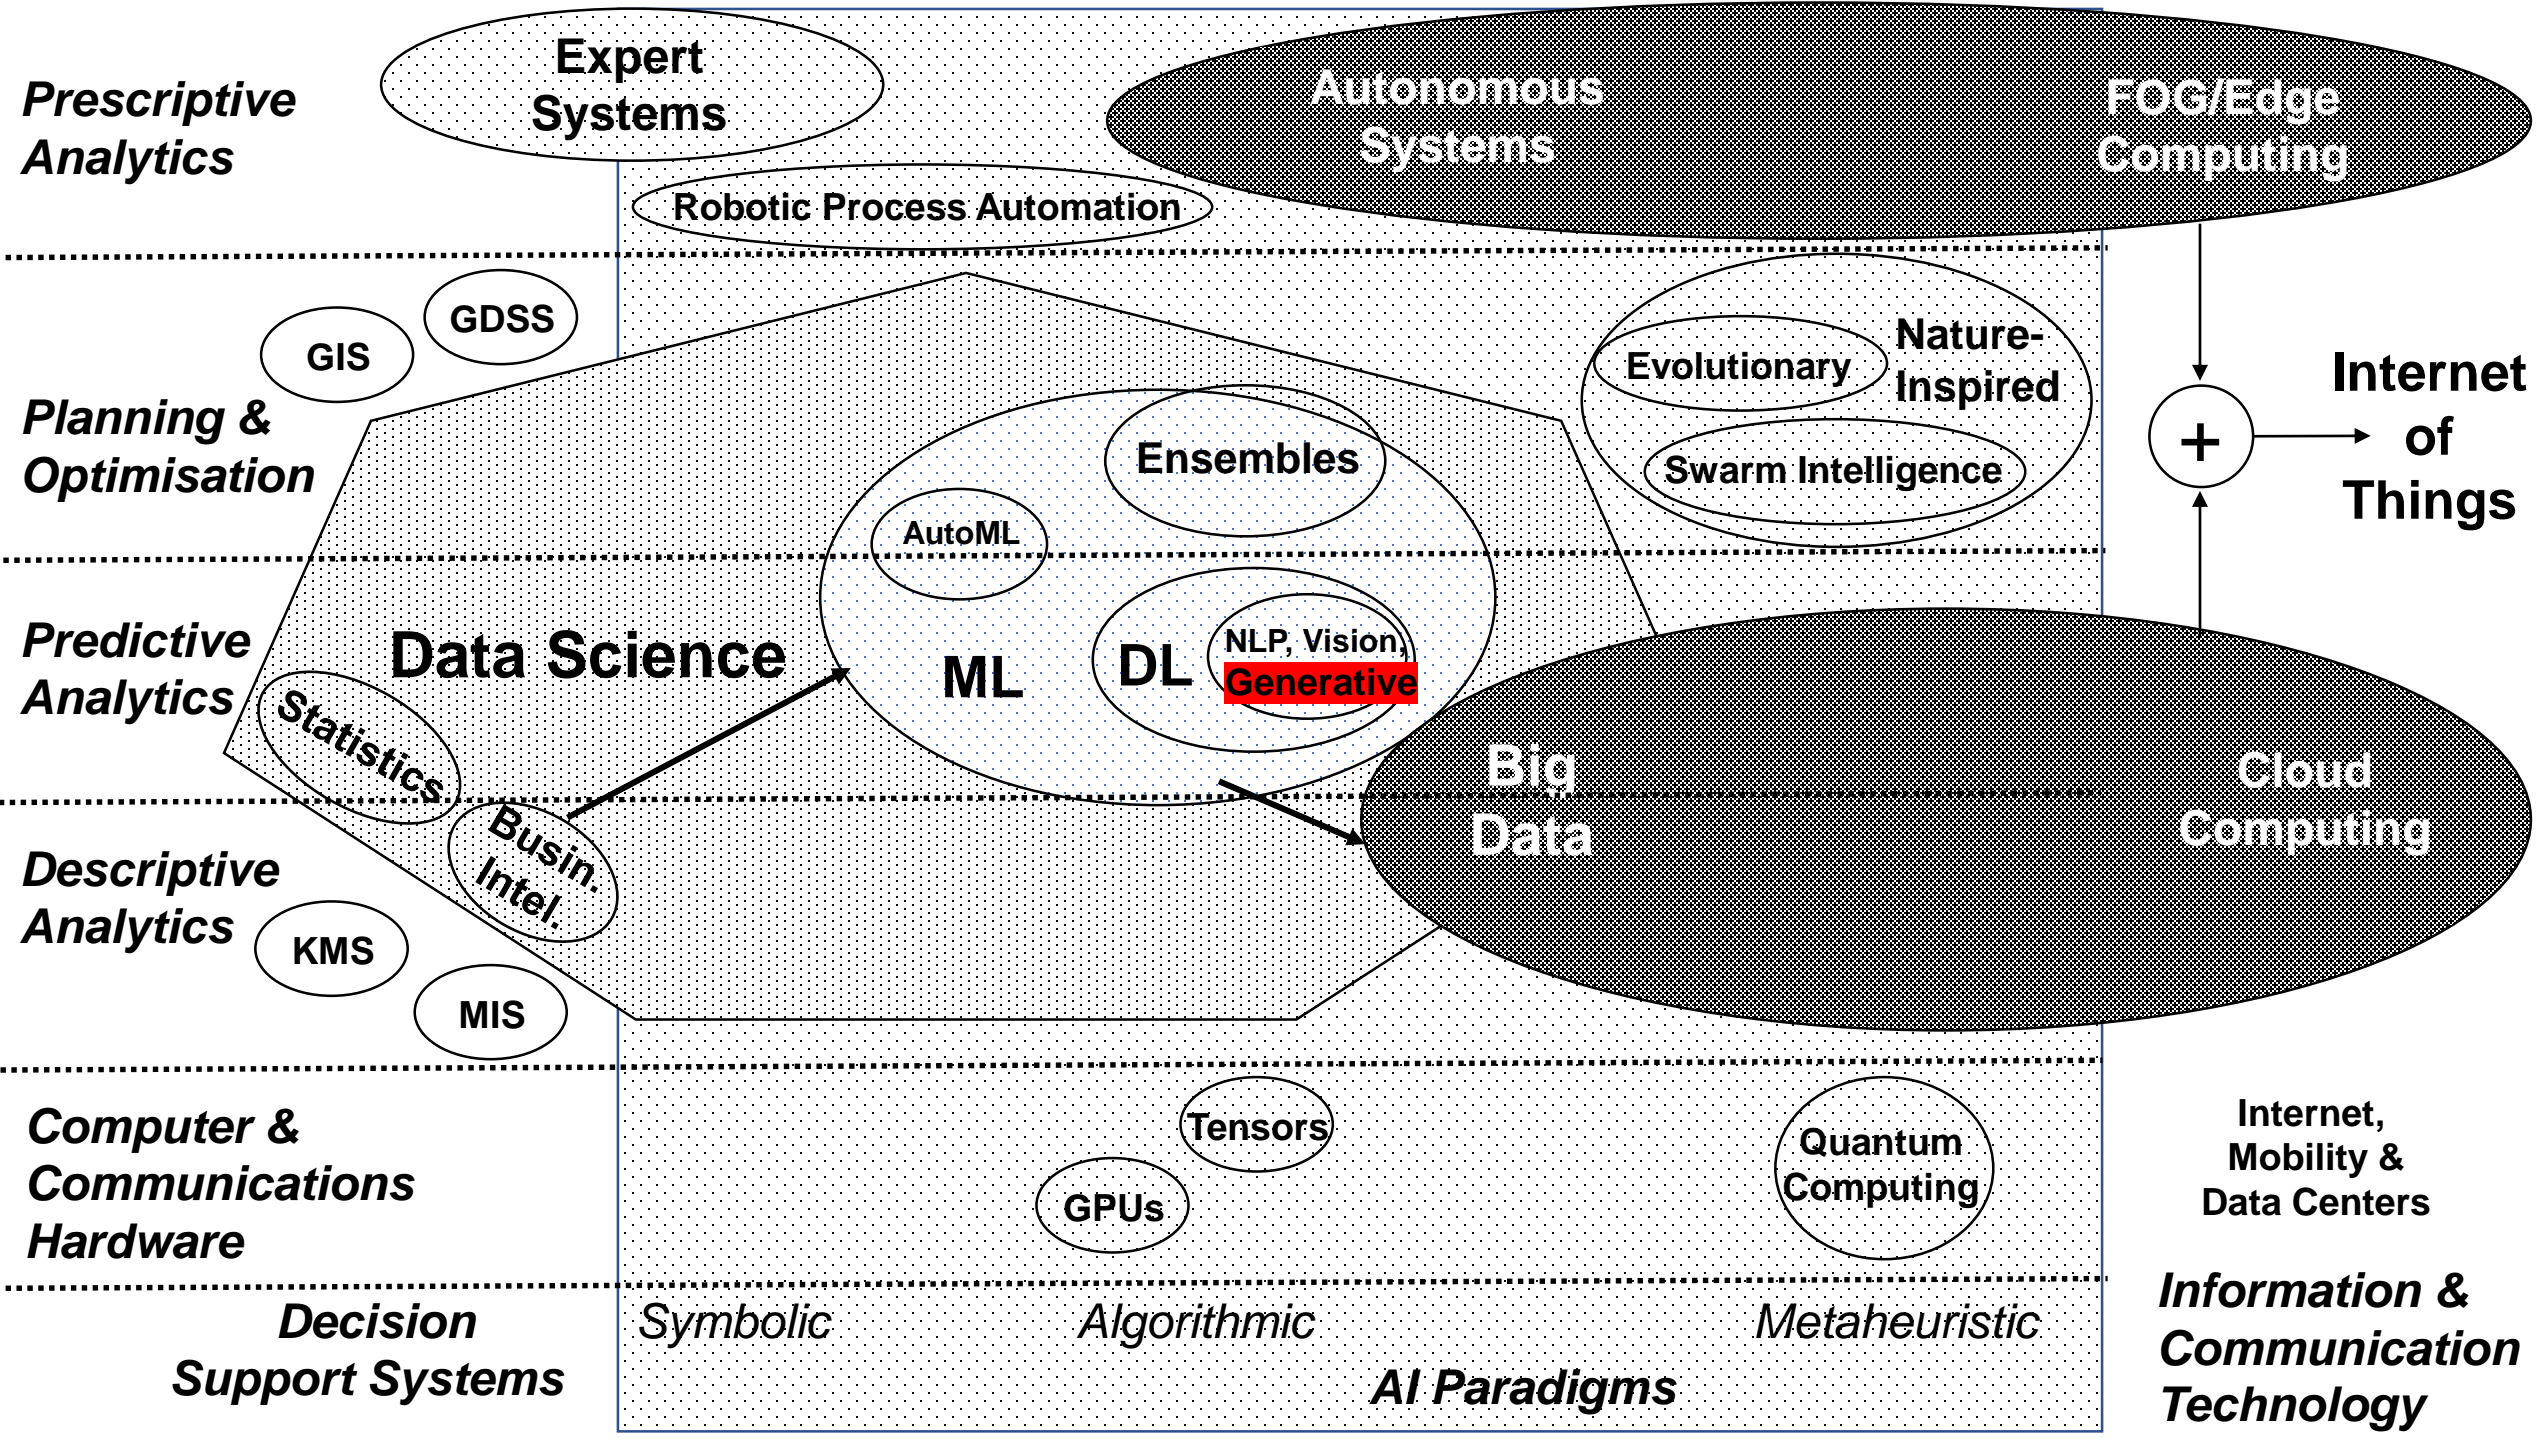 Expert
Systems
Prescriptive
Analytics
Autonomous
Systems
FOG/Edge
Computing
Robotic Process Automation
GDSS
GIS
Planning &
Optimisation
Ensembles
AutoML
Nature-
Inspired
Evolutionary
Swarm Intelligence
+
Internet
of
Things
Predictive
Analytics
Data Science
Statistics
ML
DL
NLP, Vision,
Generative
Big
Data
Cloud
Computing
Descriptive
Analytics
Busin.
Intel.
KMS
MIS
Computer &
Communications
Hardware
Tensors
GPUs
Quantum
Computing
Internet,
Mobility &
Data Centers
Decision
Support Systems
Symbolic
Algorithmic
Metaheuristic
AI Paradigms
Information &
Communication
Technology